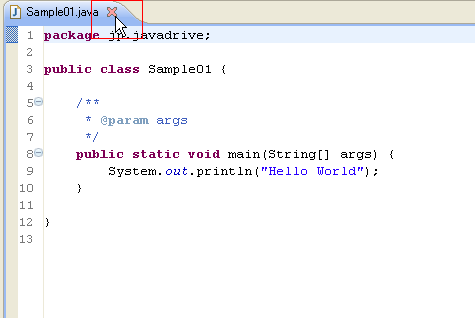 Sample01.java
1 package jp.javadrive;
2
3 public class Sample01 {
4
5 /**
6 * @param args
7 */
8 public static void main(String[] args) {
9 System.out.println("Hello World");
10 }
11
12 }
13